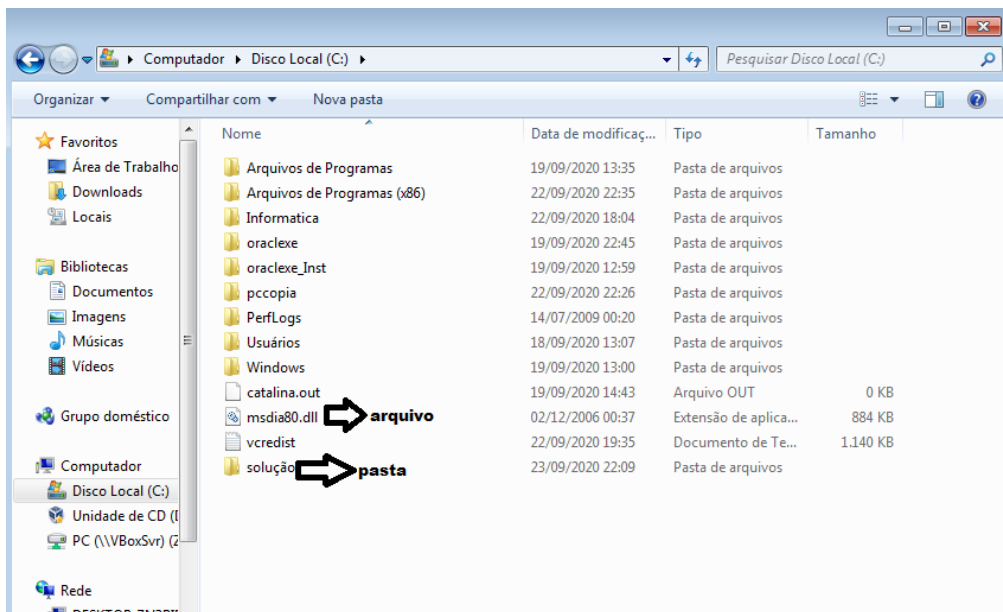 Computador Disco Local (C:)
Pesquisar Disco Local (C:)
Organizar Compartilhar com Nova pasta
Favoritos
Área de Trabalho
Downloads
Locais
Bibliotecas
Documentos
Imagens
Músicas
Vídeos
Grupo doméstico
Computador
Disco Local (C:)
Unidade de CD (
PC (\\VBoxSvr) (Z
Rede
Nome Data de modificaç... Tipo Tamanho
Arquivos de Programas 19/09/2020 13:35 Pasta de arquivos
Arquivos de Programas (x86) 22/09/2020 22:35 Pasta de arquivos
Informatica 22/09/2020 18:04 Pasta de arquivos
oraclexe 19/09/2020 22:45 Pasta de arquivos
oraclexe_Inst 19/09/2020 12:59 Pasta de arquivos
pccopia 22/09/2020 22:26 Pasta de arquivos
PerfLogs 14/07/2009 00:20 Pasta de arquivos
Usuários 18/09/2020 13:07 Pasta de arquivos
Windows 19/09/2020 13:00 Pasta de arquivos
catalina.out 19/09/2020 14:43 Arquivo OUT 0 KB
msdia80.dll arquivo 02/12/2006 00:37 Extensão de aplica... 884 KB
vcredist 22/09/2020 19:35 Documento de Te... 1.140 KB
solução pasta 23/09/2020 22:09 Pasta de arquivos